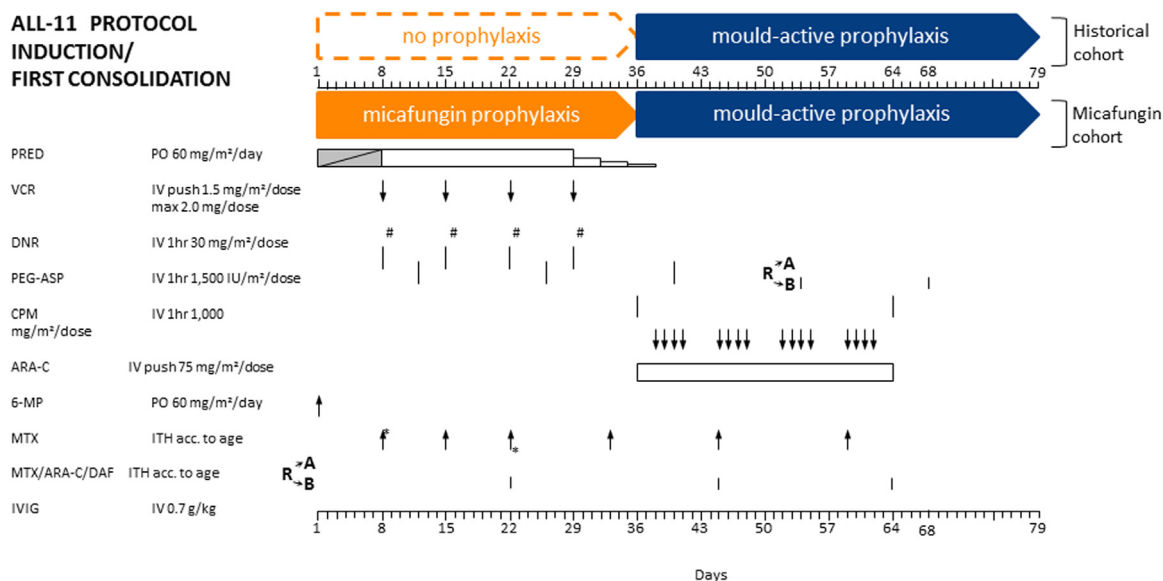 ALL-11 PROTOCOL
INDUCTION/
FIRST CONSOLIDATION
no prophylaxis
mould-active prophylaxis
Historical
cohort
1 8 15 22 29 36 43 50 57 64 68 79
micafungin prophylaxis
mould-active prophylaxis
Micafungin
cohort
PRED PO 60 mg/m²/day
VCR IV push 1.5 mg/m²/dose
max 2.0 mg/dose
# # # #
DNR IV 1hr 30 mg/m²/dose
PEG-ASP IV 1hr 1,500 IU/m²/dose
R A
B
CPM IV 1hr 1,000
mg/m²/dose
ARA-C IV push 75 mg/m²/dose
6-MP PO 60 mg/m²/day
MTX ITH acc. to age
* *
MTX/ARA-C/DAF ITH acc. to age
R A
B
IVIG IV 0.7 g/kg
1 8 15 22 29 36 43 50 57 64 68 79
Days